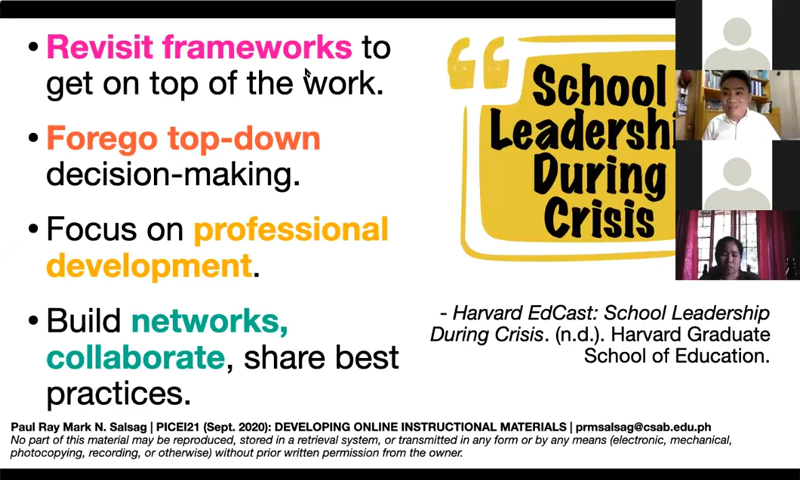 • Revisit frameworks to
get on top of the work.
• Forego top-down
decision-making.
• Focus on professional
development.
• Build networks,
collaborate, share best
practices.
School
Leadershi
During
Crisis
- Harvard EdCast: School Leadership
During Crisis. (n.d.). Harvard Graduate
School of Education.
Paul Ray Mark N. Salsag | PICEI21 (Sept. 2020): DEVELOPING ONLINE INSTRUCTIONAL MATERIALS | prmsalsag@csab.edu.ph
No part of this material may be reproduced, stored in a retrieval system, or transmitted in any form or by any means (electronic, mechanical,
photocopying, recording, or otherwise) without prior written permission from the owner.